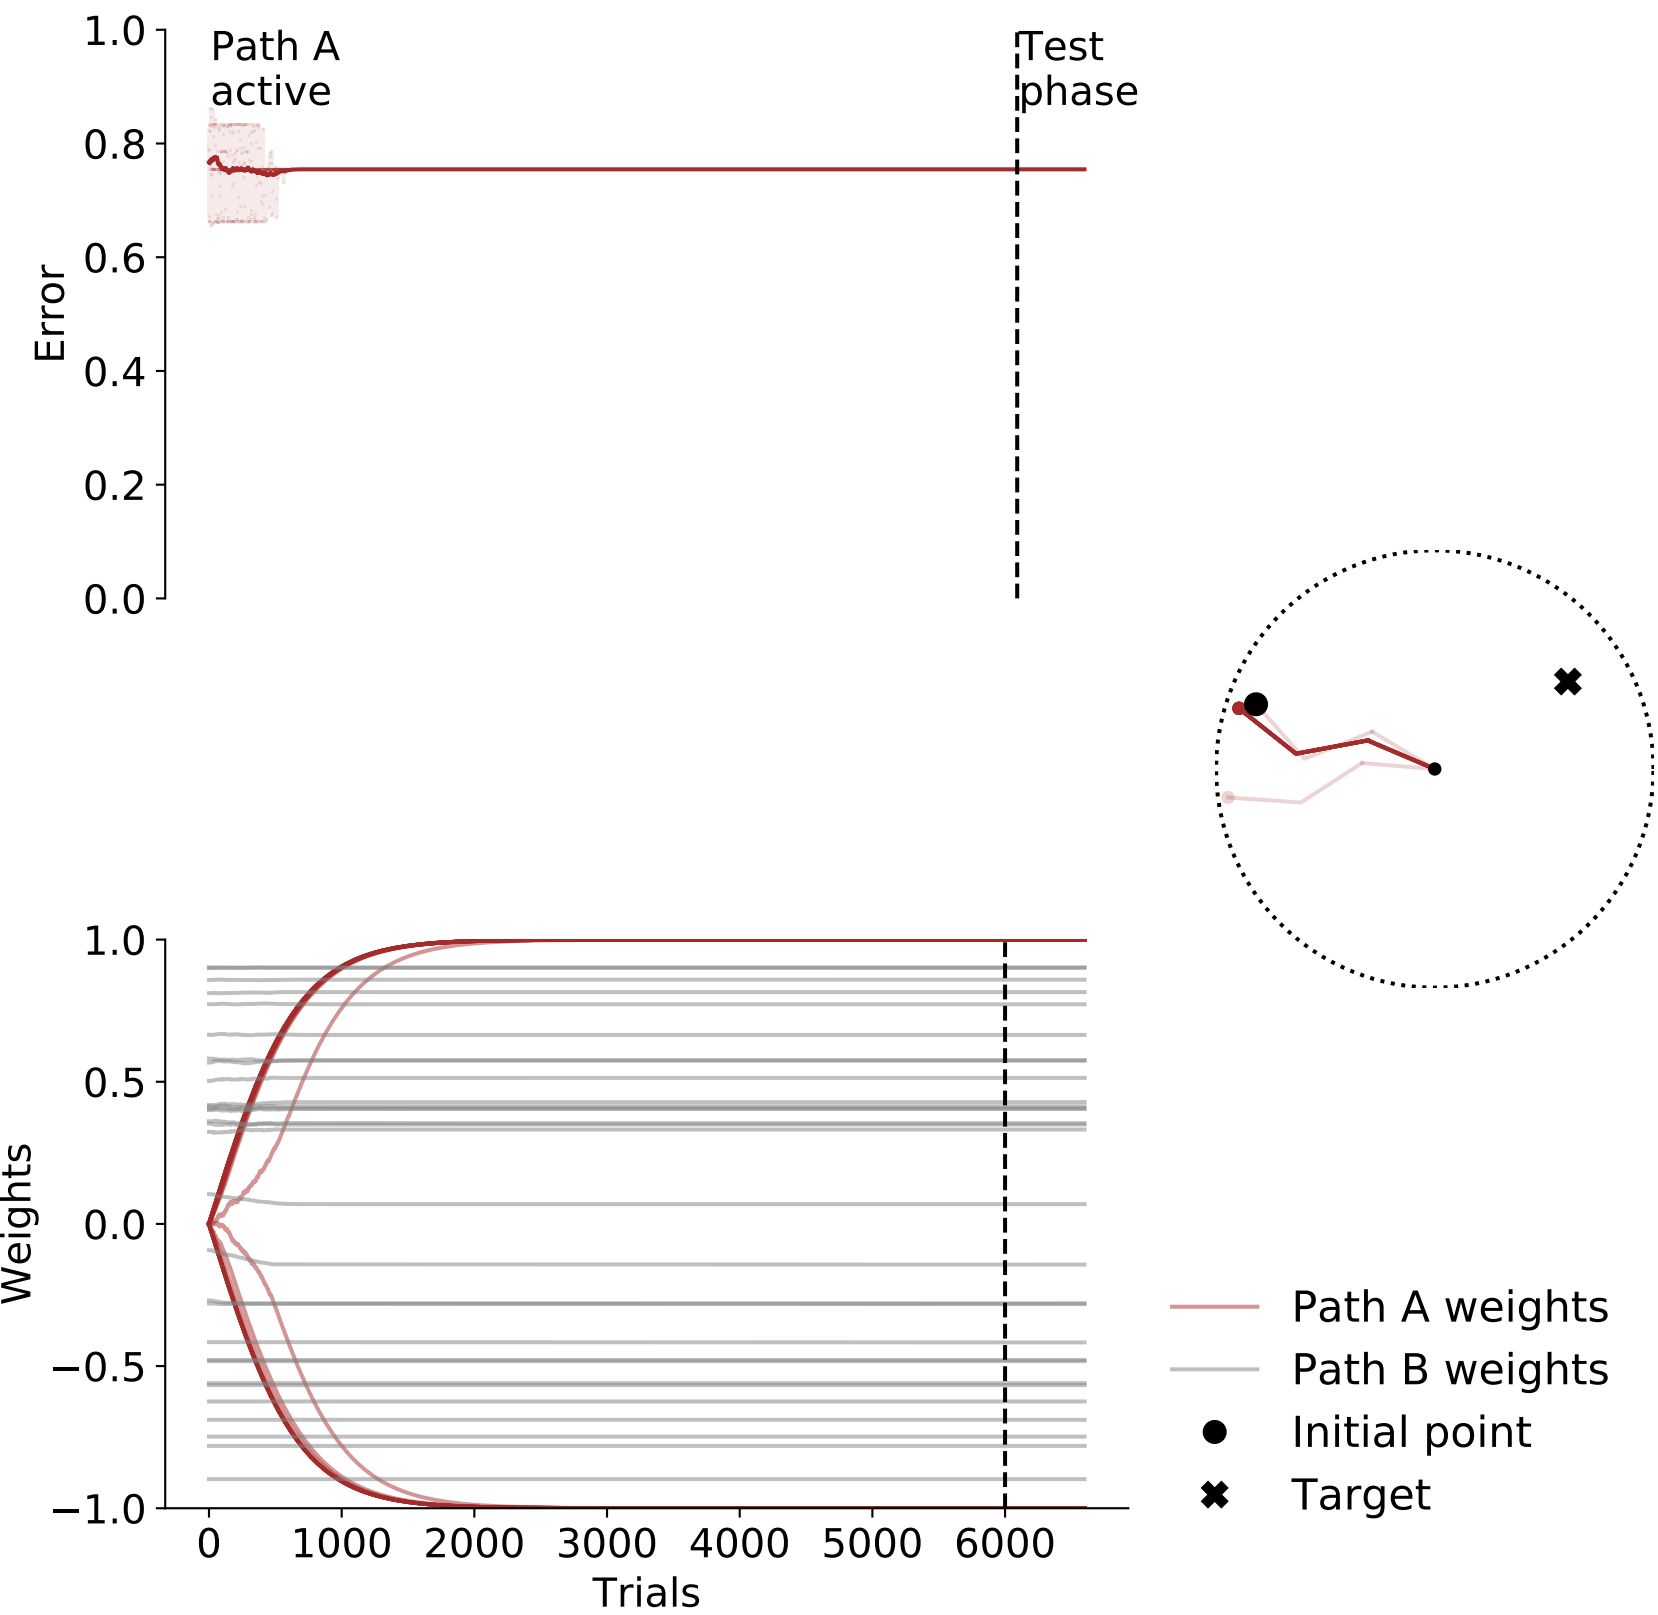 Path A
active
Test
phase
1.0
0.8
0.6
0.4
0.2
0.0
Error
1.0
0.5
0.0
−0.5
−1.0
Weights
0 1000 2000 3000 4000 5000 6000
Trials
Path A weights
Path B weights
Initial point
Target